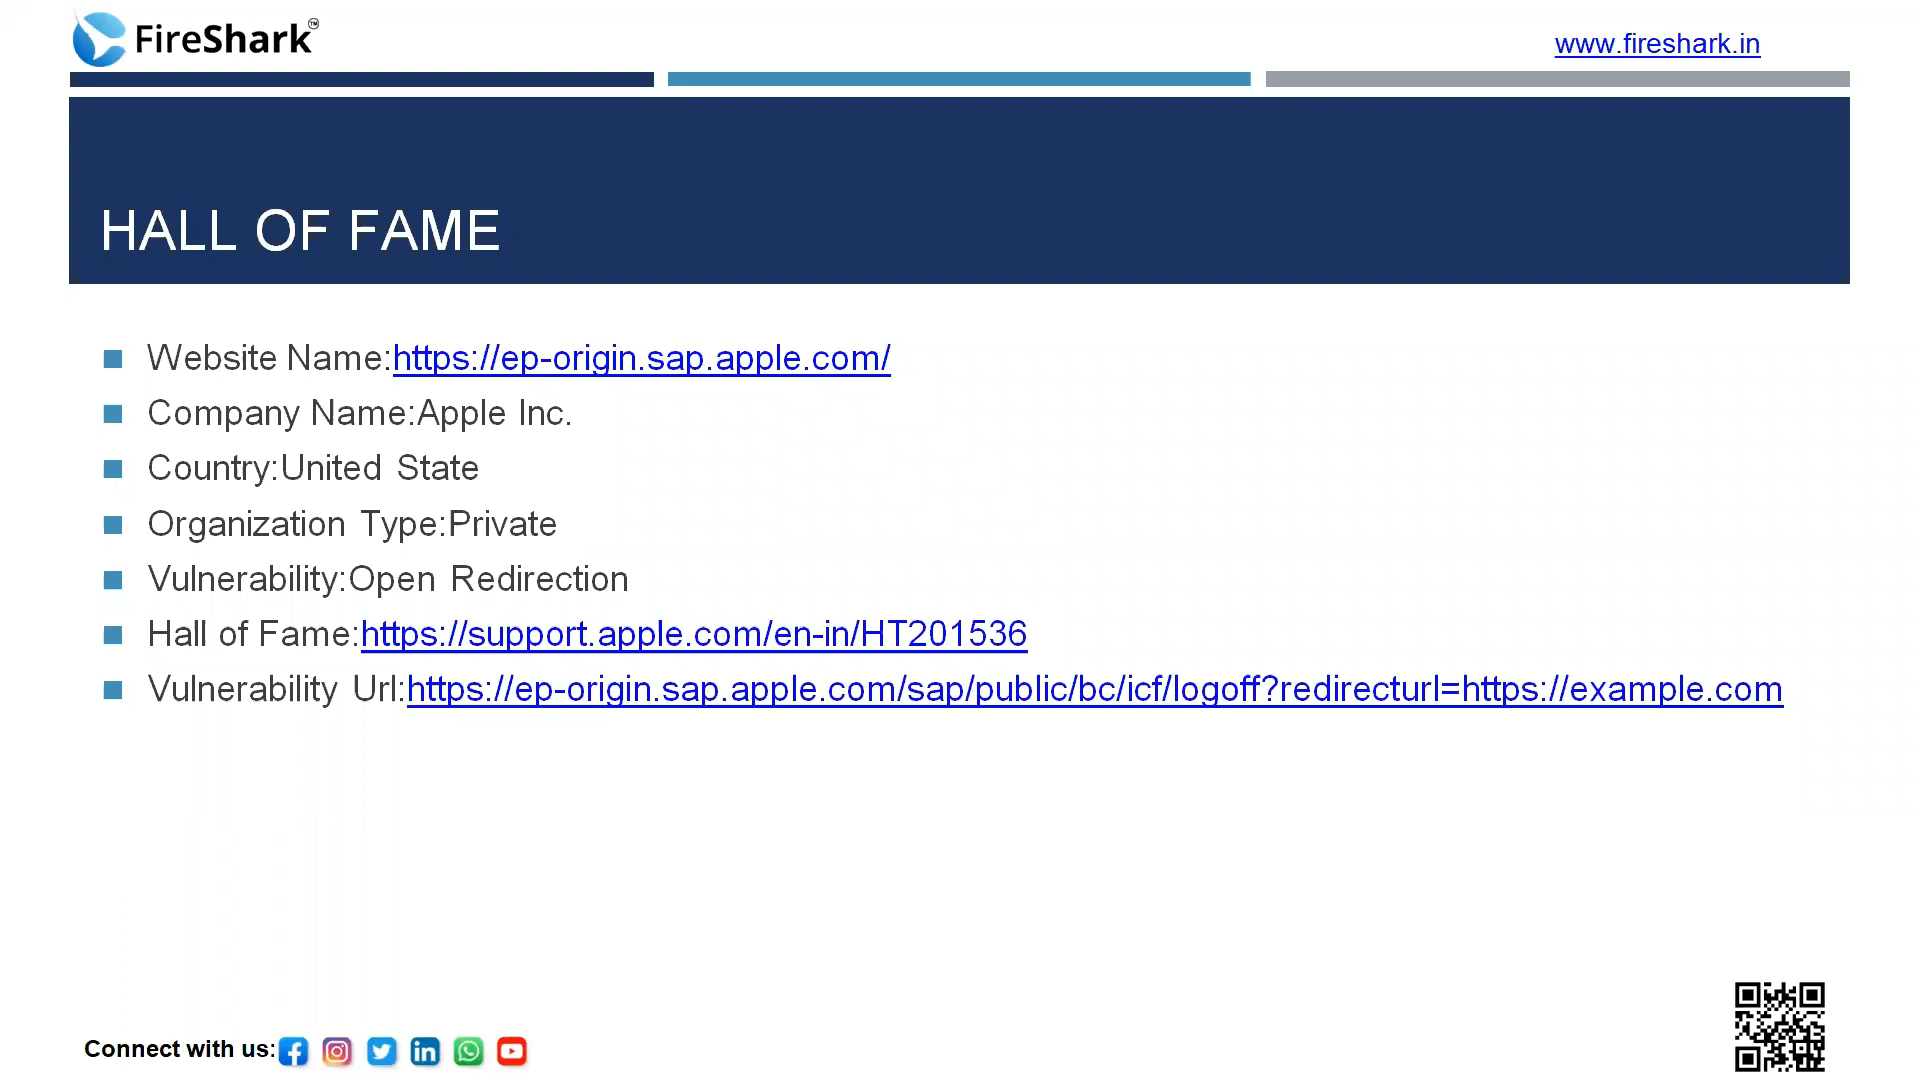 FireShark™
www.fireshark.in
HALL OF FAME
Website Name:https://ep-origin.sap.apple.com/
Company Name:Apple Inc.
Country:United State
Organization Type:Private
Vulnerability:Open Redirection
Hall of Fame:https://support.apple.com/en-in/HT201536
Vulnerability Url:https://ep-origin.sap.apple.com/sap/public/bc/icf/logoff?redirecturl=https://example.com
Connect with us: